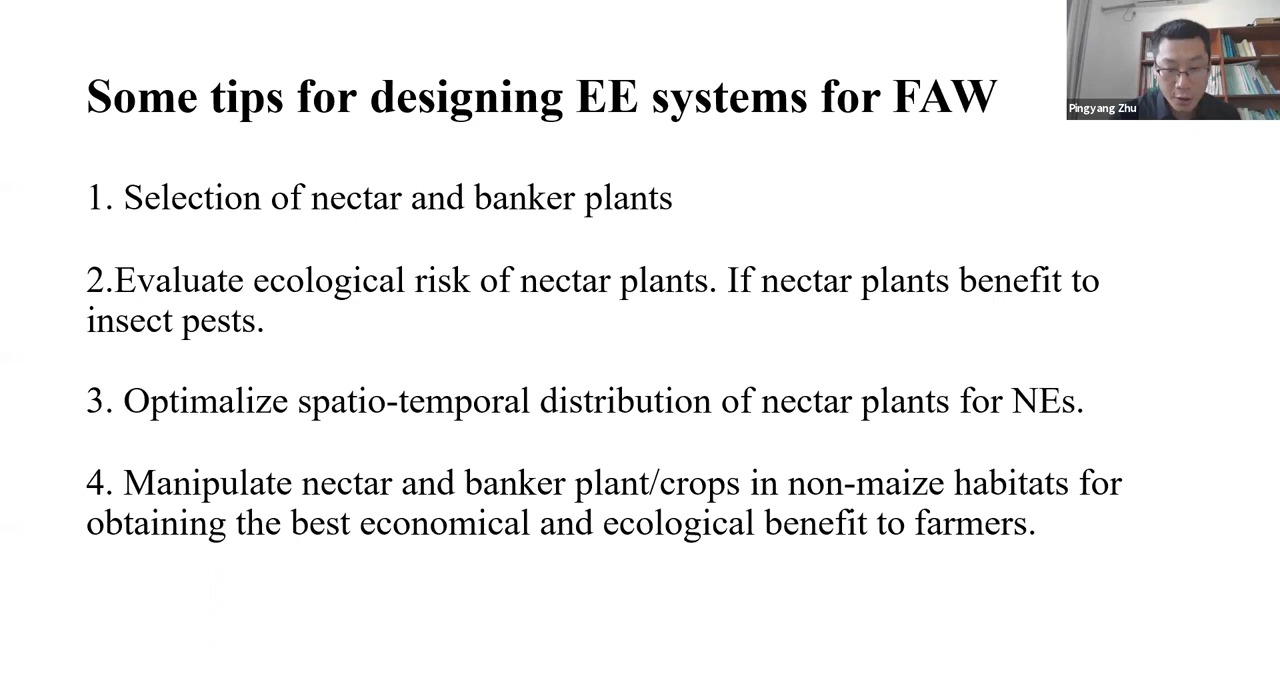 Some tips for designing EE systems for FAW
Pingyang Zhu
1. Selection of nectar and banker plants
2.Evaluate ecological risk of nectar plants. If nectar plants benefit to
insect pests.
3. Optimalize spatio-temporal distribution of nectar plants for NEs.
4. Manipulate nectar and banker plant/crops in non-maize habitats for
obtaining the best economical and ecological benefit to farmers.